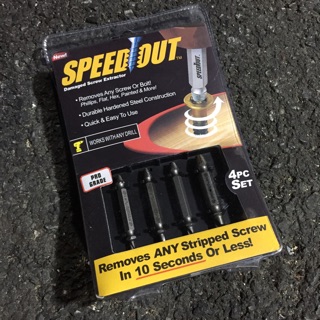 New!
SPEEDOUT™
Damaged Screw Extractor
• Removes Any Screw Or Bolt!
Phillips, Flat, Hex, Painted & More!
• Durable Hardened Steel Construction
• Quick & Easy To Use
WORKS WITH ANY DRILL
SPEEDOUT
PRO
GRADE
4PC
SET
Removes ANY Stripped Screw
In 10 Seconds Or Less!